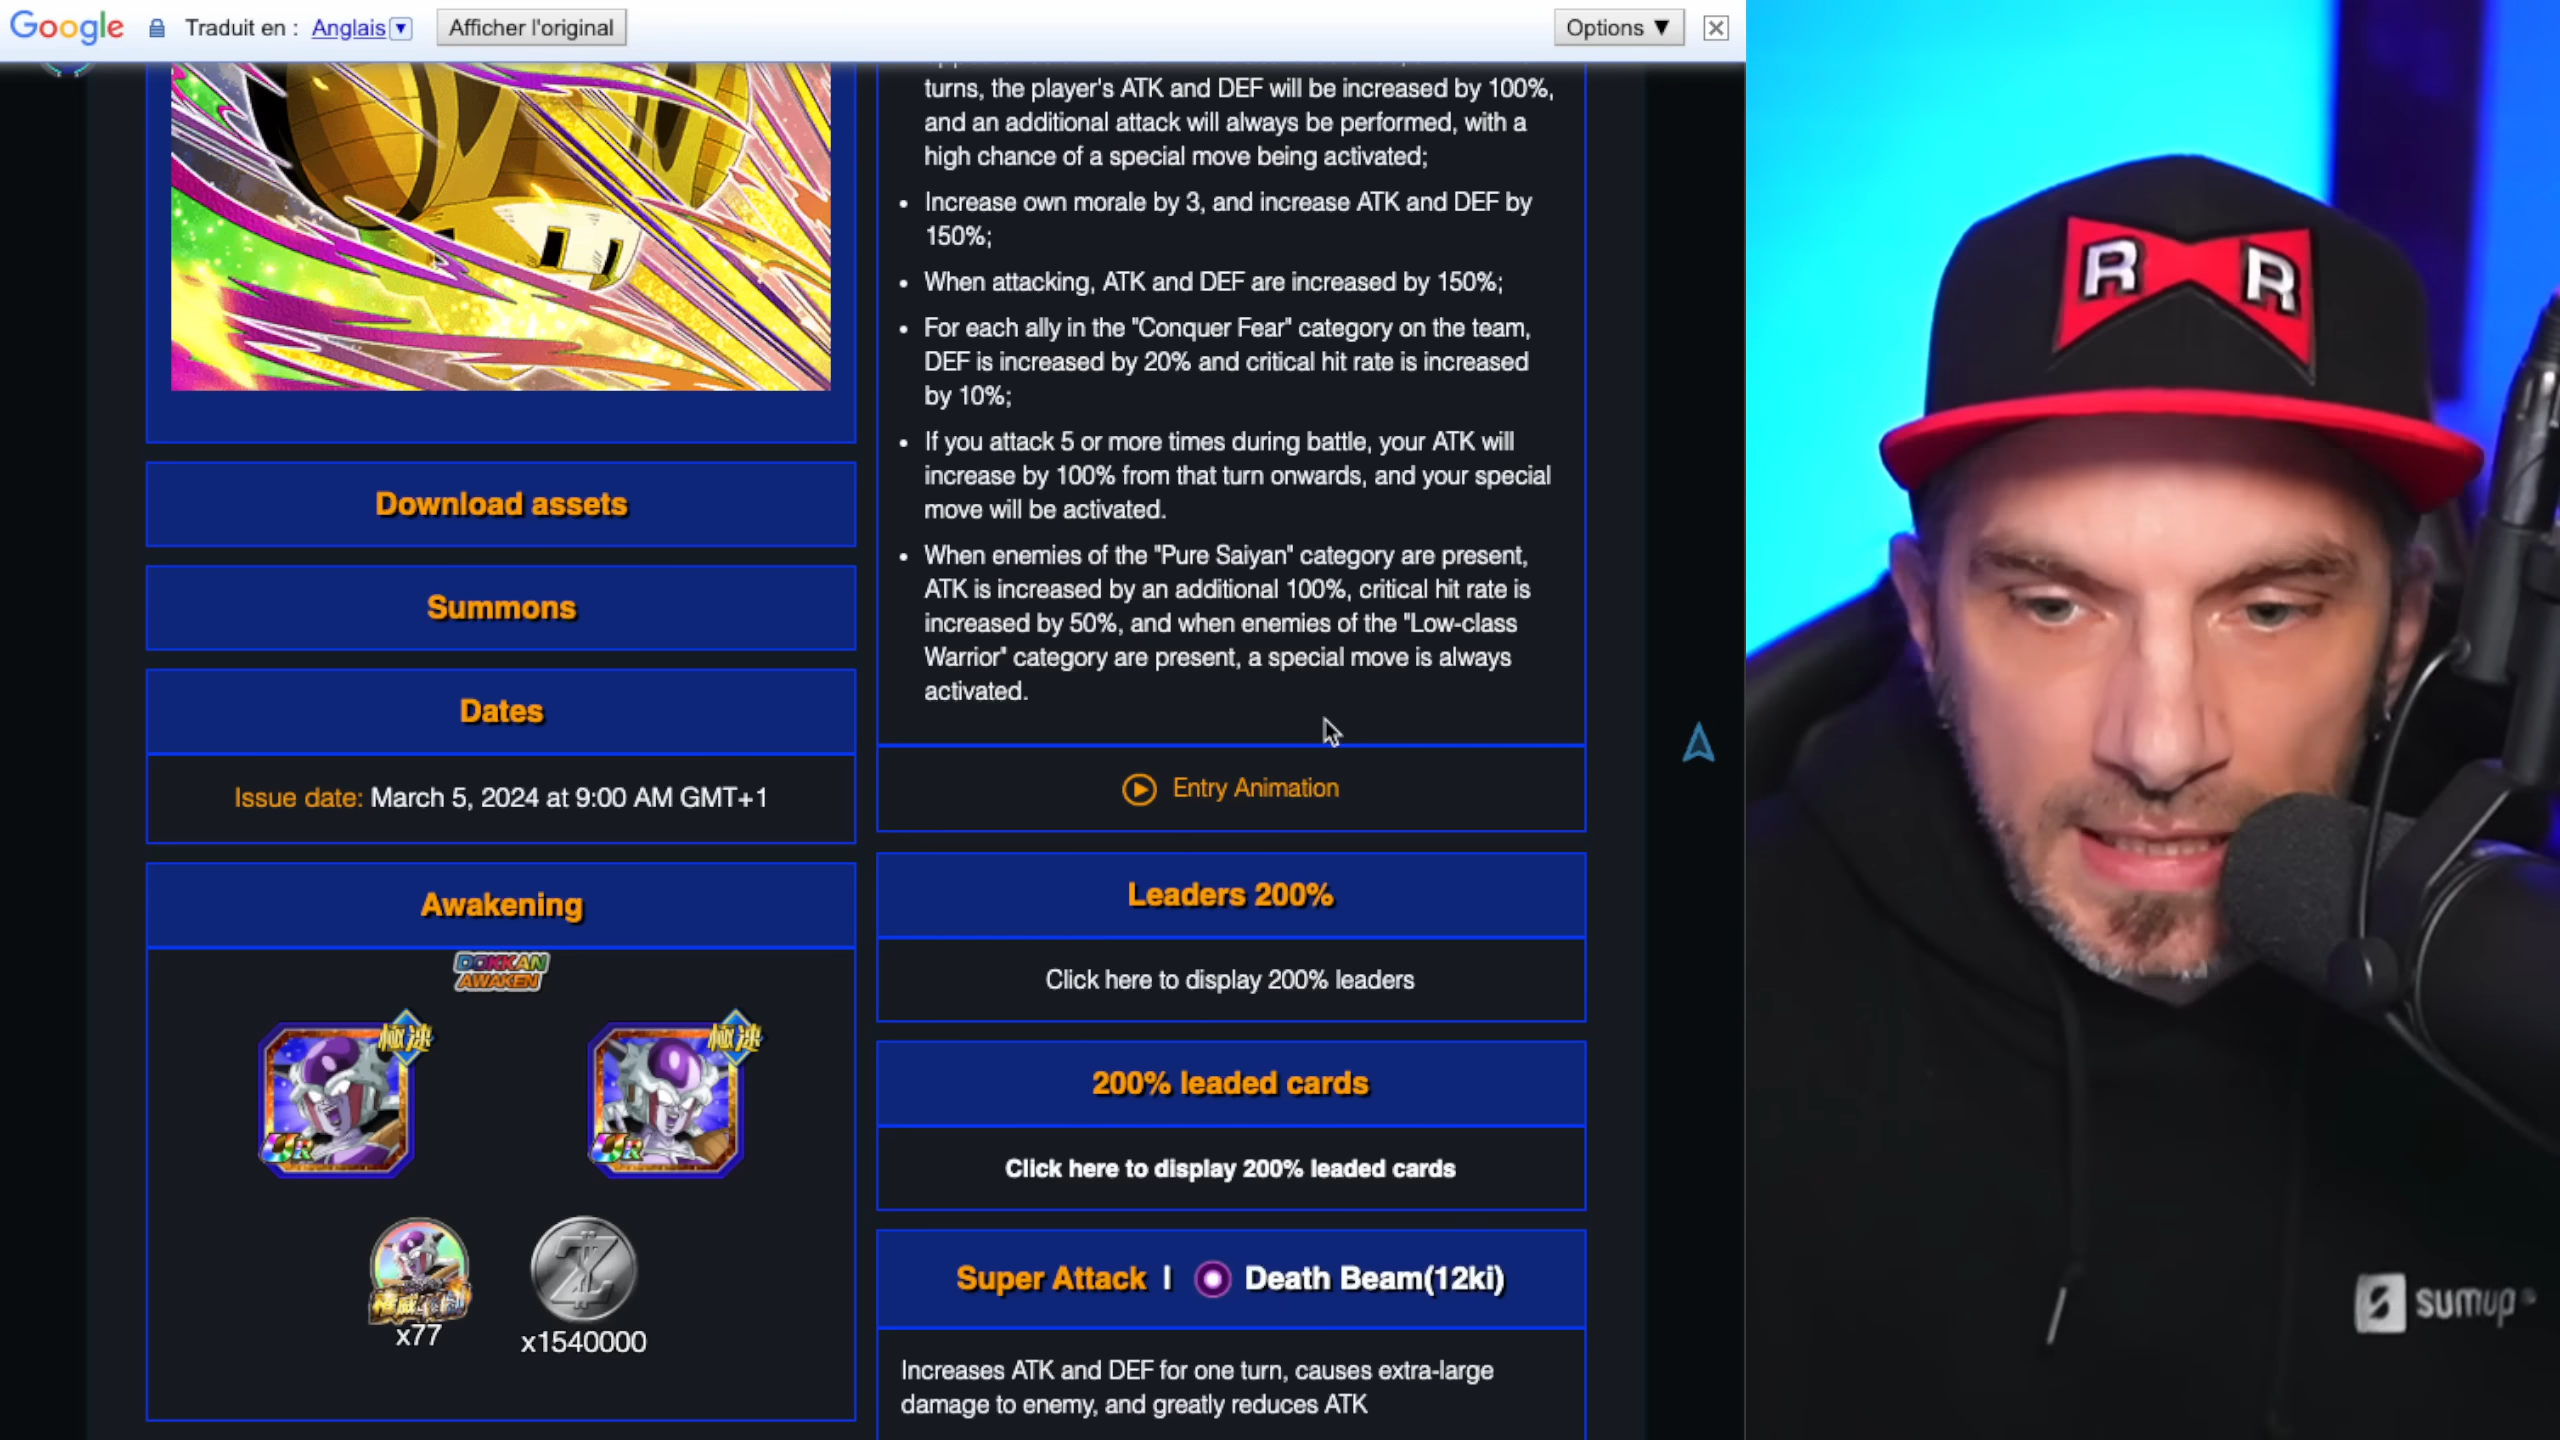 Google Traduit en : Anglais ▼ Afficher l'original Options ▼
turns, the player's ATK and DEF will be increased by 100%,
and an additional attack will always be performed, with a
high chance of a special move being activated;
• Increase own morale by 3, and increase ATK and DEF by
150%;
• When attacking, ATK and DEF are increased by 150%;
• For each ally in the "Conquer Fear" category on the team,
DEF is increased by 20% and critical hit rate is increased
by 10%;
• If you attack 5 or more times during battle, your ATK will
increase by 100% from that turn onwards, and your special
move will be activated.
• When enemies of the "Pure Saiyan" category are present,
ATK is increased by an additional 100%, critical hit rate is
increased by 50%, and when enemies of the "Low-class
Warrior" category are present, a special move is always
activated.
Entry Animation
Leaders 200%
Click here to display 200% leaders
200% leaded cards
Click here to display 200% leaded cards
Super Attack | Death Beam(12ki)
Increases ATK and DEF for one turn, causes extra-large
damage to enemy, and greatly reduces ATK
Download assets
Summons
Dates
Issue date: March 5, 2024 at 9:00 AM GMT+1
Awakening
DOKKAN
AWAKEN
極速
極速
UR
UR
Z
x77
x1540000
R R
sumup